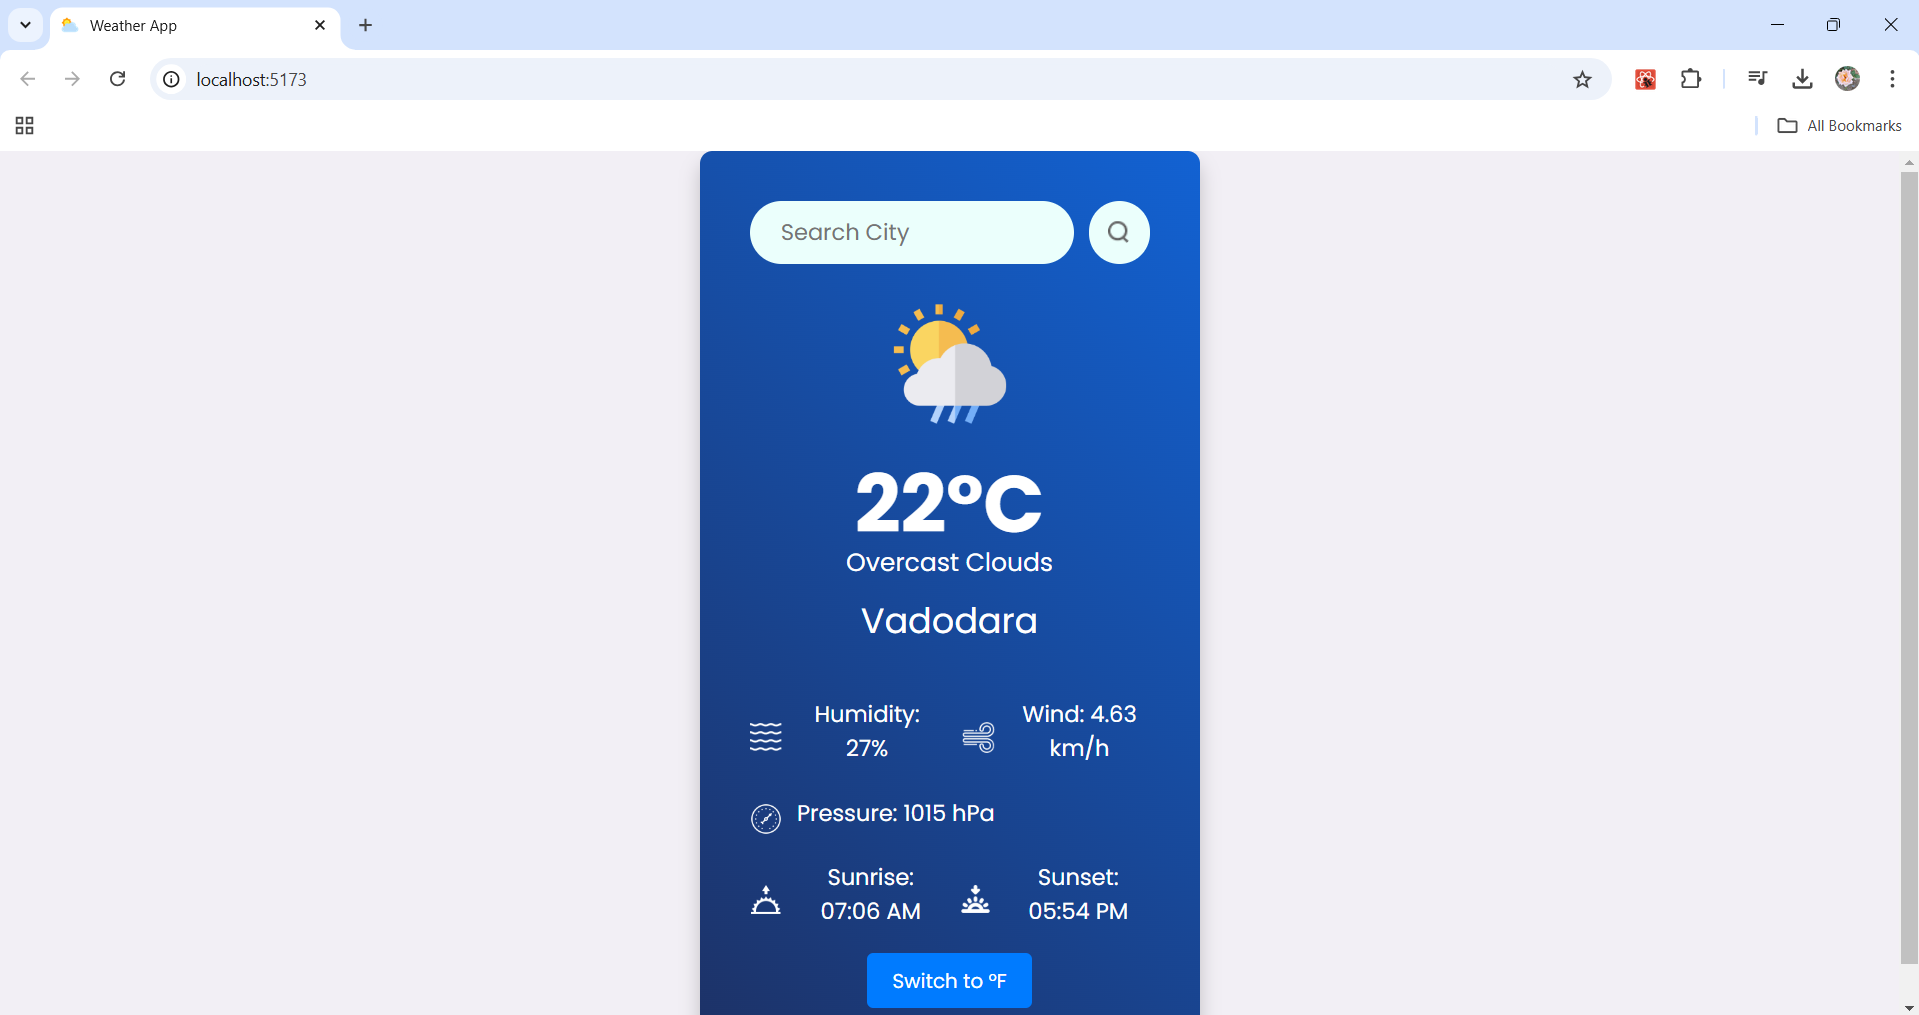 Weather App
localhost:5173
All Bookmarks
Search City
22°C
Overcast Clouds
Vadodara
Humidity:
27%
Wind: 4.63
km/h
Pressure: 1015 hPa
Sunrise:
07:06 AM
Sunset:
05:54 PM
Switch to °F